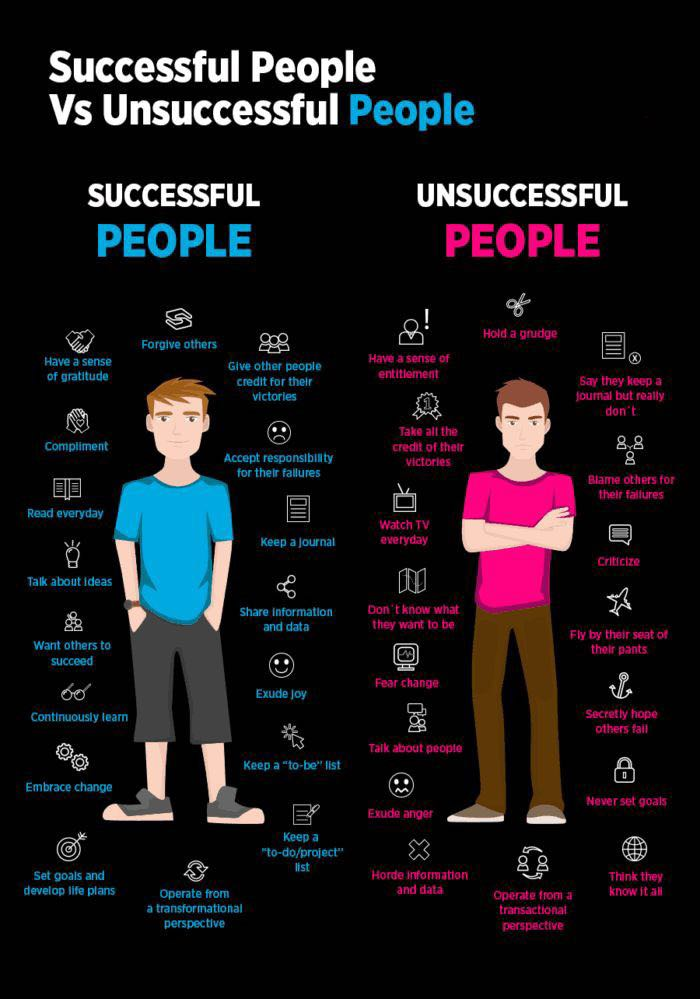 Successful People
Vs Unsuccessful People
SUCCESSFUL
PEOPLE
Forgive others
Have a sense
of gratitude
Give other people
credit for their
victories
Compliment
Accept responsibility
for their failures
Read everyday
Keep a journal
Talk about ideas
Share information
and data
Want others to
succeed
Exude joy
Continuously learn
Keep a "to-be" list
Embrace change
Keep a
"to-do/project"
list
Set goals and
develop life plans
Operate from
a transformational
perspective
UNSUCCESSFUL
PEOPLE
Hold a grudge
!
Have a sense of
entitlement
x
Say they keep a
journal but really
don´t
1
Take all the
credit of their
victories
Blame others for
their failures
Watch TV
everyday
Criticize
Don´t know what
they want to be
Fly by their seat of
their pants
Fear change
Secretly hope
others fail
Talk about people
Never set goals
Exude anger
Horde information
and data
Operate from a
transactional
perspective
Think they
know it all